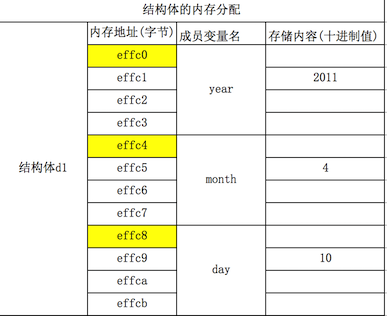 结构体的内存分配
内存地址(字节) 成员变量名 存储内容(十进制值)
effc0
effc1 2011
effc2 year
effc3
effc4
effc5 4
结构体d1 effc6 month
effc7
effc8
effc9 10
effca day
effcb